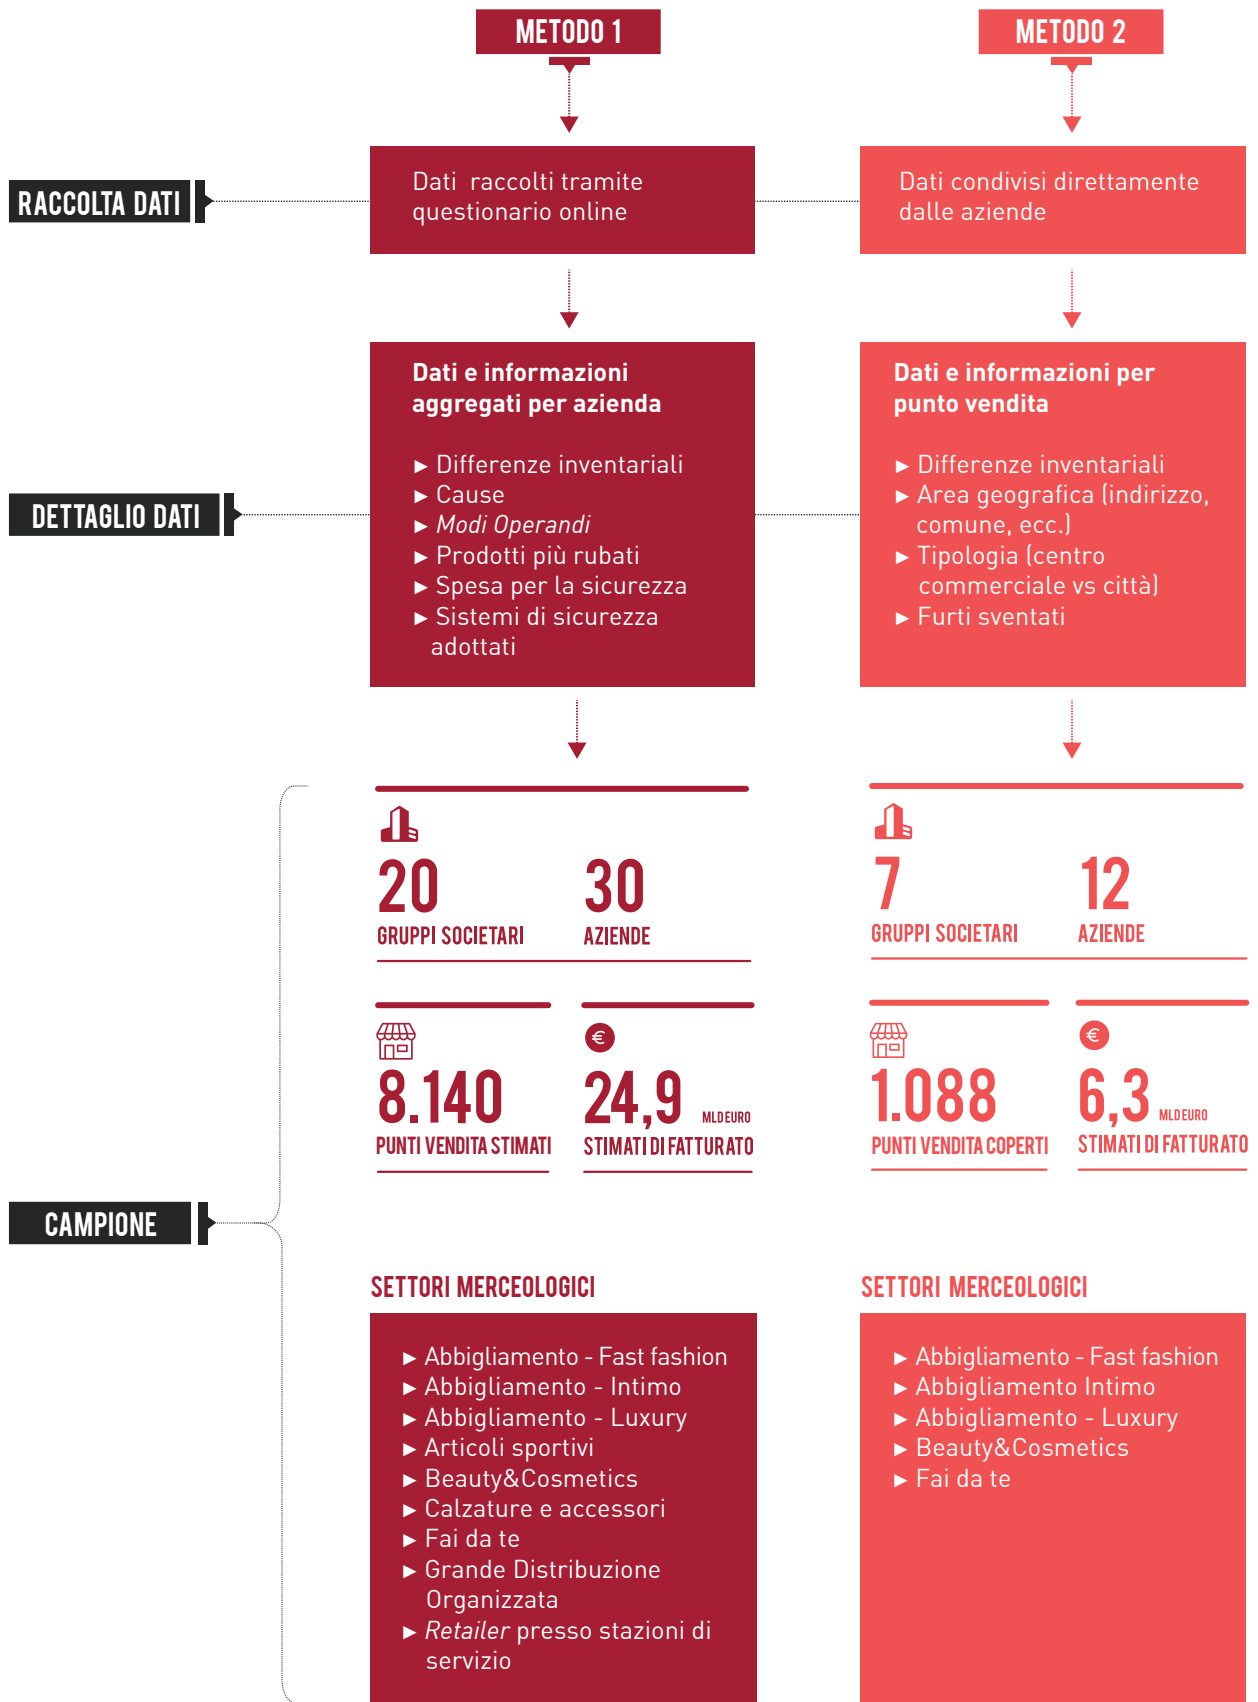 METODO 1
METODO 2
RACCOLTA DATI
Dati raccolti tramite
questionario online
Dati condivisi direttamente
dalle aziende
DETTAGLIO DATI
Dati e informazioni
aggregati per azienda
► Differenze inventariali
► Cause
► Modi Operandi
► Prodotti più rubati
► Spesa per la sicurezza
► Sistemi di sicurezza
adottati
Dati e informazioni per
punto vendita
► Differenze inventariali
► Area geografica (indirizzo,
comune, ecc.)
► Tipologia (centro
commerciale vs città)
► Furti sventati
CAMPIONE
20
GRUPPI SOCIETARI
30
AZIENDE
8.140
PUNTI VENDITA STIMATI
€
24,9 MLD EURO
STIMATI DI FATTURATO
7
GRUPPI SOCIETARI
12
AZIENDE
1.088
PUNTI VENDITA COPERTI
€
6,3 MLD EURO
STIMATI DI FATTURATO
SETTORI MERCEOLOGICI
► Abbigliamento - Fast fashion
► Abbigliamento - Intimo
► Abbigliamento - Luxury
► Articoli sportivi
► Beauty&Cosmetics
► Calzature e accessori
► Fai da te
► Grande Distribuzione
Organizzata
► Retailer presso stazioni di
servizio
SETTORI MERCEOLOGICI
► Abbigliamento - Fast fashion
► Abbigliamento Intimo
► Abbigliamento - Luxury
► Beauty&Cosmetics
► Fai da te